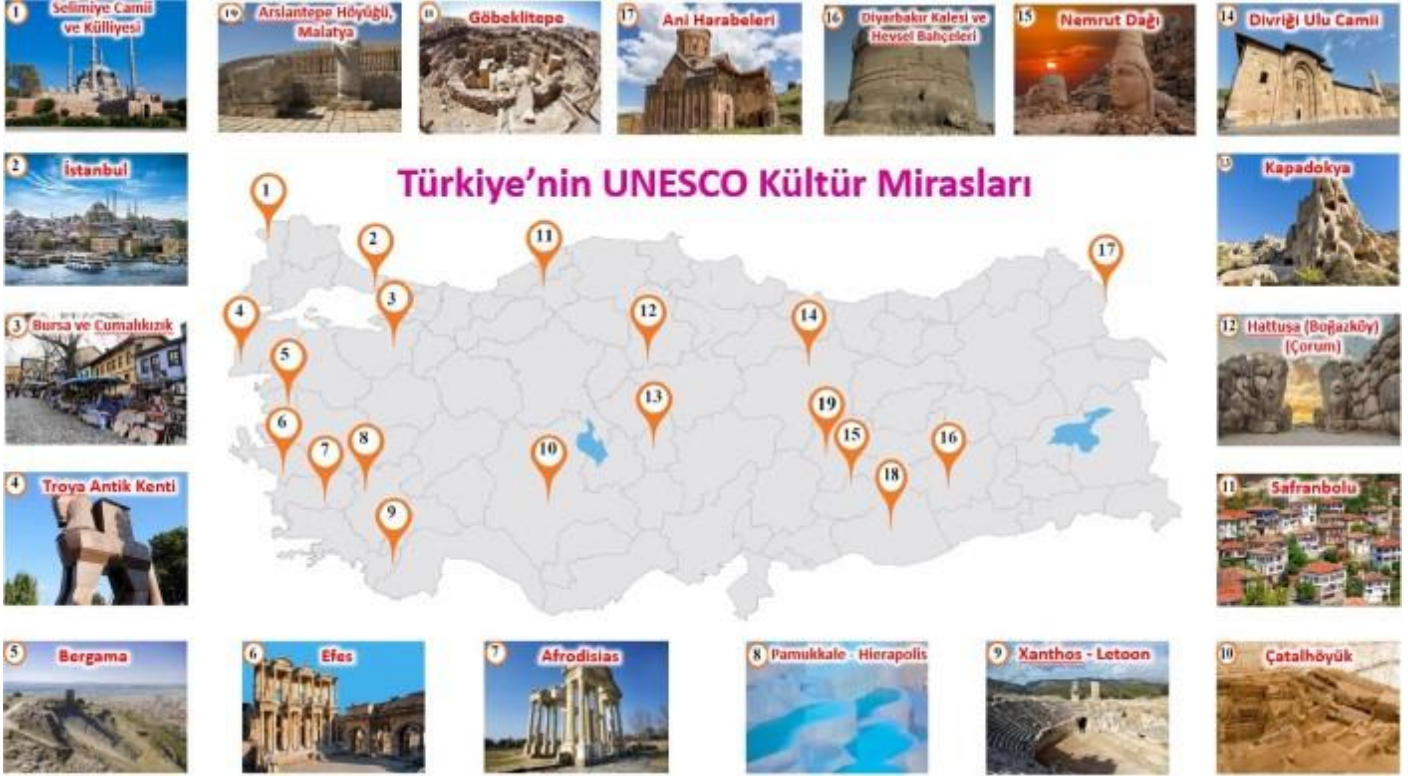 1 Selimiye Camii
ve Külliyesi
19 Arslantepe Höyüğü,
Malatya
18 Göbeklitepe
17 Ani Harabeleri
16 Diyarbakır Kalesi ve
Hevsel Bahçeleri
15 Nemrut Dağı
14 Divriği Ulu Camii
2 İstanbul
Türkiye'nin UNESCO Kültür Mirasları
13 Kapadokya
3 Bursa ve Cumalıkızık
12 Hattuşa (Boğazköy)
(Çorum)
4 Troya Antik Kenti
11 Safranbolu
5 Bergama
6 Efes
7 Afrodisias
8 Pamukkale - Hierapolis
9 Xanthos - Letoon
10 Çatalhöyük
1
2
11
17
3
4
12
14
5
13
19
6
7
8
10
15
16
18
9